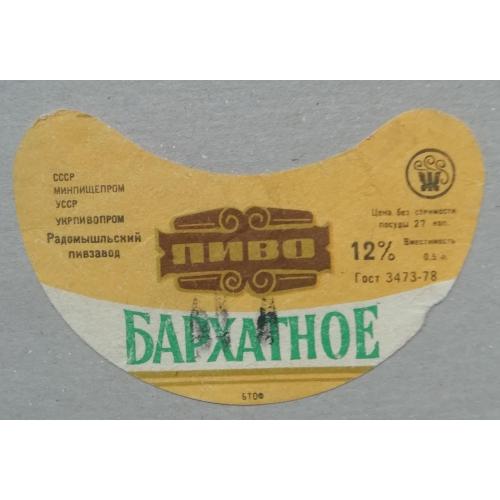 СССР
МИНПИЩЕПРОМ
УССР
УКРПИВОПРОМ
Радомышльский
пивзавод
ПИВО
Ж
Цена без стоимости
посуды 27 коп.
12% Вместимость
0,5 л.
Гост 3473-78
БАРХАТНОЕ
БТОФ